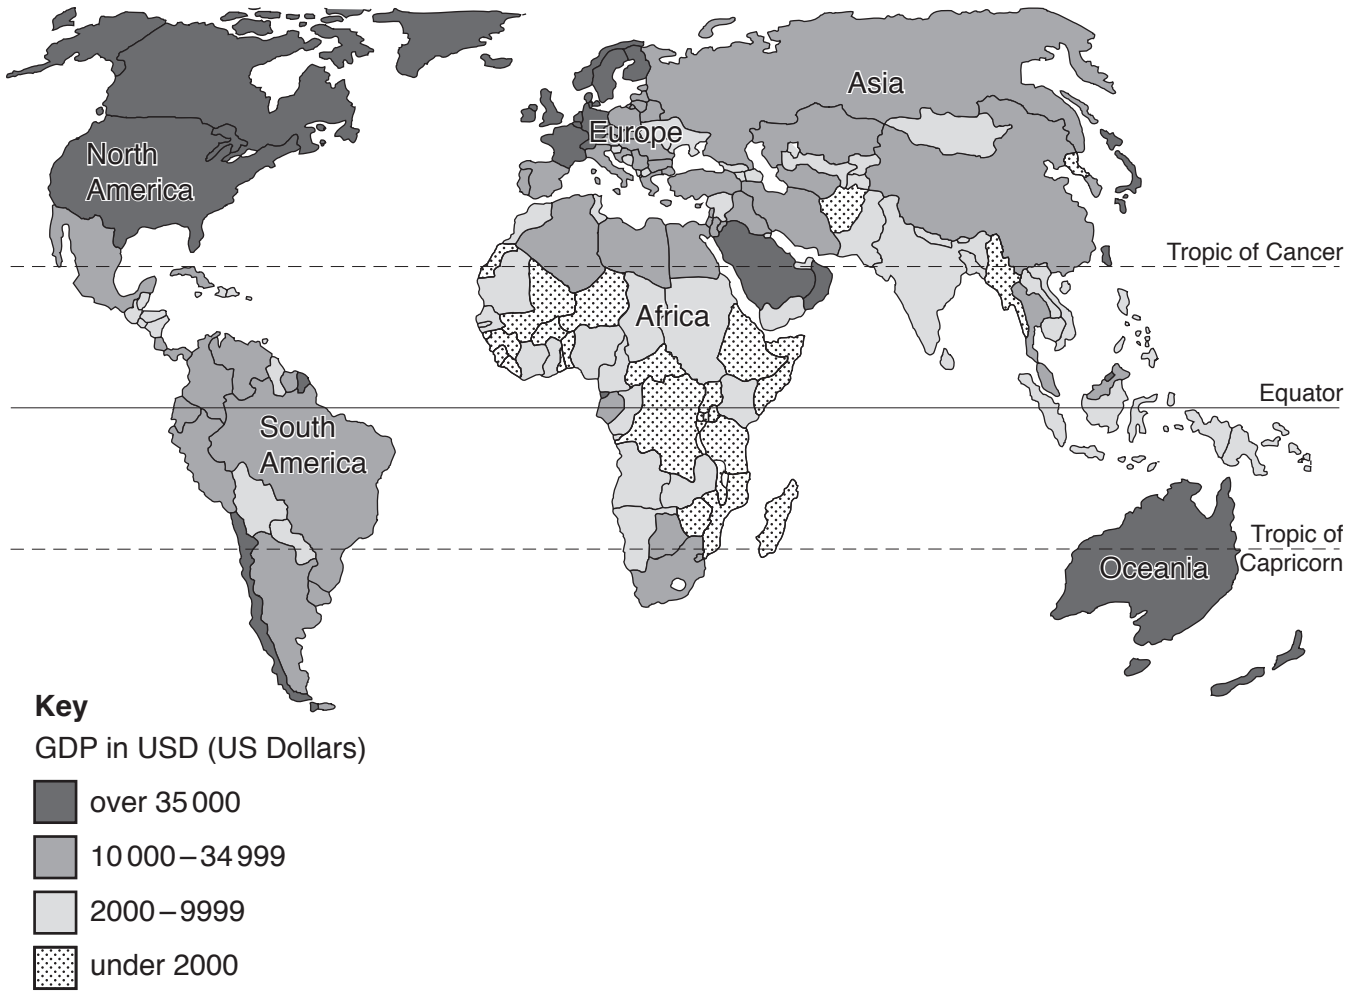 Asia
Europe
North
America
Tropic of Cancer
Africa
Equator
South
America
Tropic of
Capricorn
Oceania
Key
GDP in USD (US Dollars)
over 35 000
10 000 – 34 999
2000 – 9999
under 2000